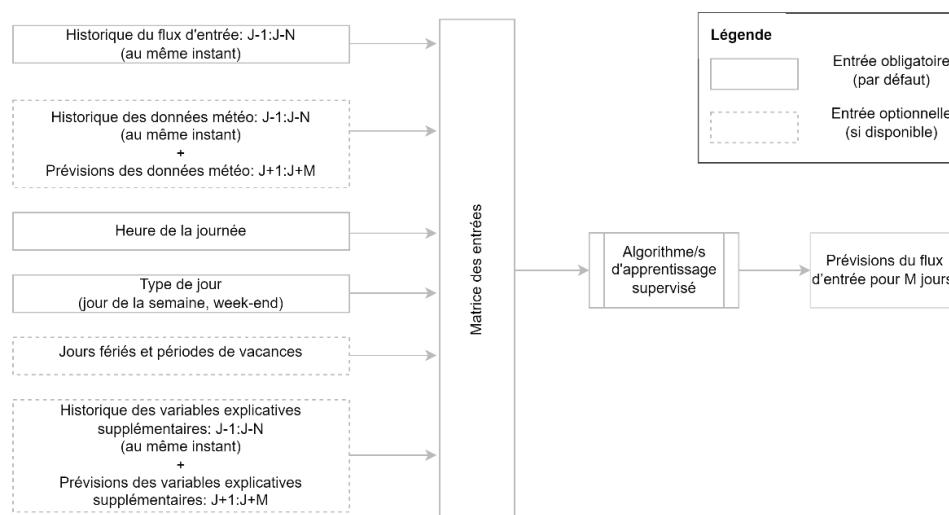 Historique du flux d'entrée: J-1:J-N
(au même instant)
Historique des données météo: J-1:J-N
(au même instant)
+
Prévisions des données météo: J+1:J+M
Heure de la journée
Type de jour
(jour de la semaine, week-end)
Jours fériés et périodes de vacances
Historique des variables explicatives
supplémentaires: J-1:J-N
(au même instant)
+
Prévisions des variables explicatives
supplémentaires: J+1:J+M
Matrice des entrées
Algorithme/s
d'apprentissage
supervisé
Prévisions du flux
d'entrée pour M jours
Légende
Entrée obligatoire
(par défaut)
Entrée optionnelle
(si disponible)